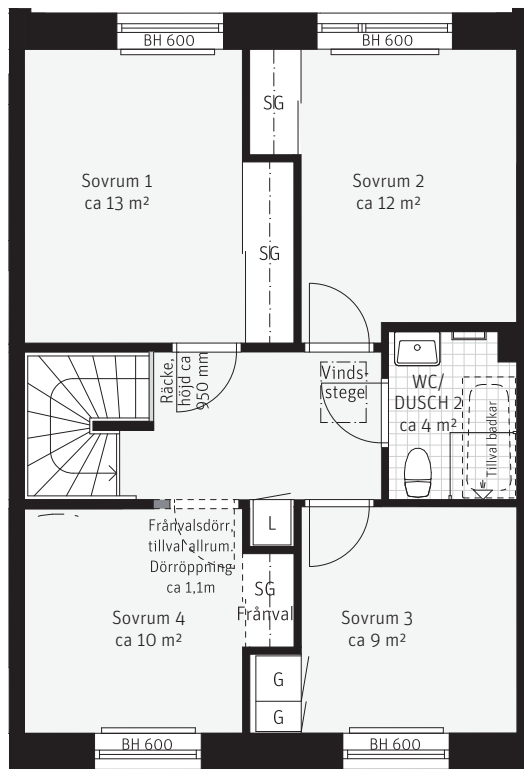 BH 600
BH 600
SG
Sovrum 1
ca 13 m²
Sovrum 2
ca 12 m²
SG
Räcke,
höjd ca
950 mm
Vinds-
stege
WC/
DUSCH 2
ca 4 m²
Tillval badkar
L
Frånvalsdörr,
tillval allrum.
Dörröppning
ca 1,1m
SG
Frånval
Sovrum 4
ca 10 m²
Sovrum 3
ca 9 m²
G
G
BH 600
BH 600